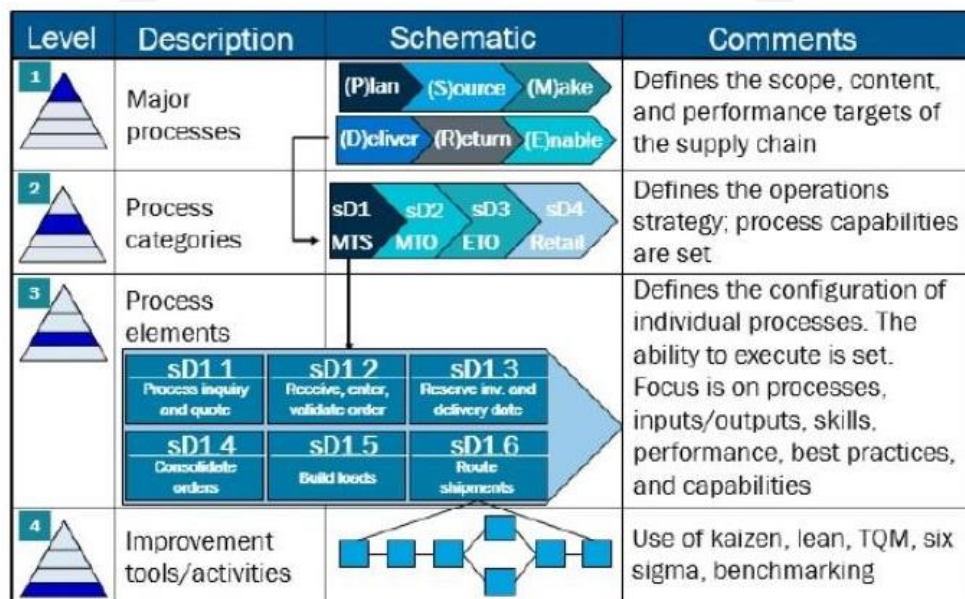 Level Description Schematic Comments
1
Major
processes
(P)lan (S)ource (M)ake
(D)eliver (R)eturn (E)nable
Defines the scope, content,
and performance targets of
the supply chain
2
Process
categories
sD1 sD2 sD3 sD4
MTS MTO ETO Retail
Defines the operations
strategy; process capabilities
are set
3
Process
elements
sD1.1
Process inquiry
and quote
sD1.2
Receive, enter,
validate order
sD1.3
Reserve inv. and
delivery date
sD1.4
Consolidate
orders
sD1.5
Build loads
sD1.6
Route
shipments
Defines the configuration of
individual processes. The
ability to execute is set.
Focus is on processes,
inputs/outputs, skills,
performance, best practices,
and capabilities
4
Improvement
tools/activities
Use of kaizen, lean, TQM, six
sigma, benchmarking